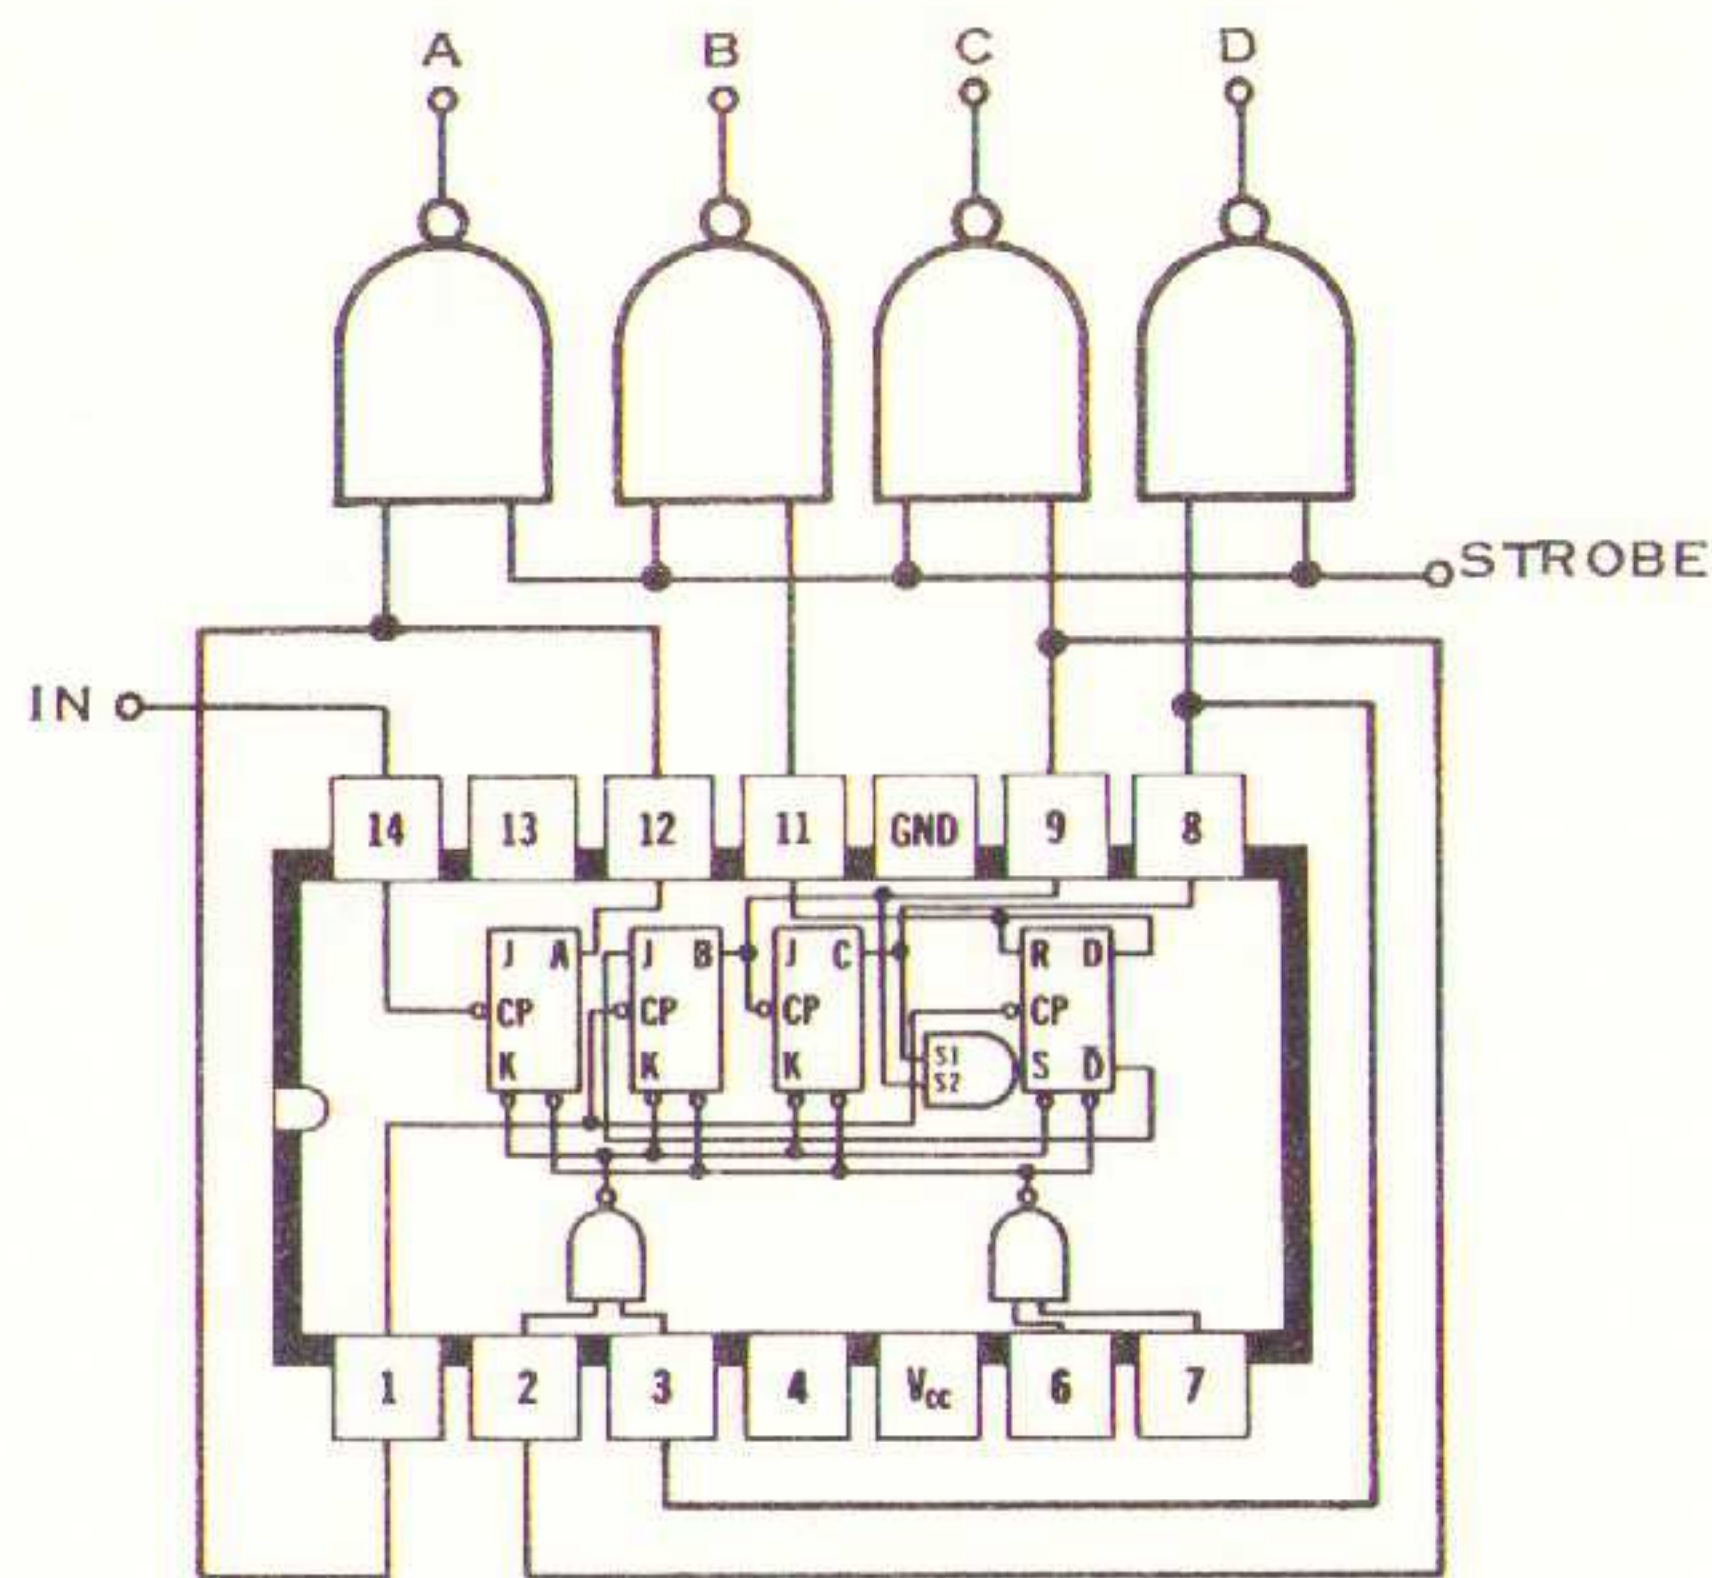 A B C D
STROBE
IN
14 13 12 11 GND 9 8
J A J B J C R D
CP CP CP CP
S1
K K K S D̅
S2
1 2 3 4 Vcc 6 7